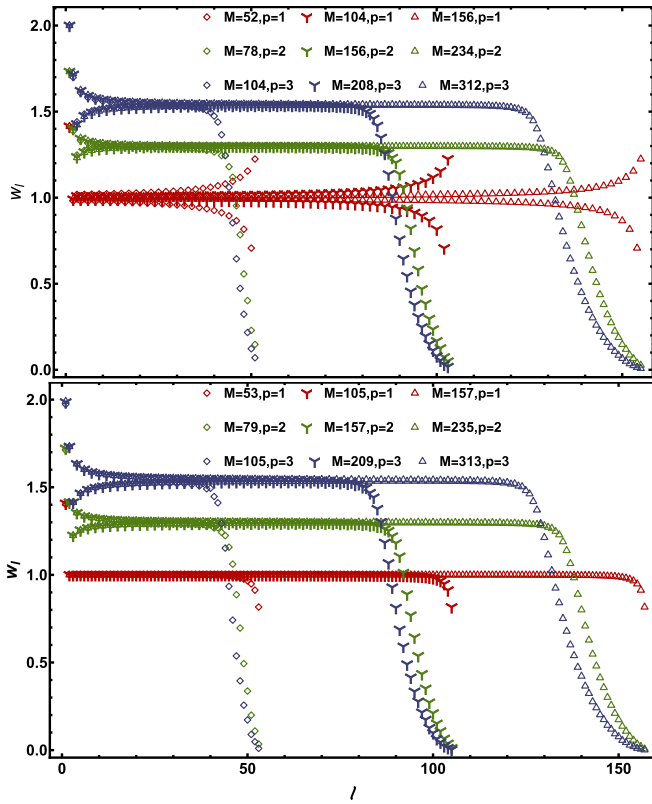 M=52,p=1 M=104,p=1 M=156,p=1
M=78,p=2 M=156,p=2 M=234,p=2
M=104,p=3 M=208,p=3 M=312,p=3
2.0
1.5
1.0
0.5
0.0
w_l
M=53,p=1 M=105,p=1 M=157,p=1
M=79,p=2 M=157,p=2 M=235,p=2
M=105,p=3 M=209,p=3 M=313,p=3
2.0
1.5
1.0
0.5
0.0
w_l
0 50 100 150
l